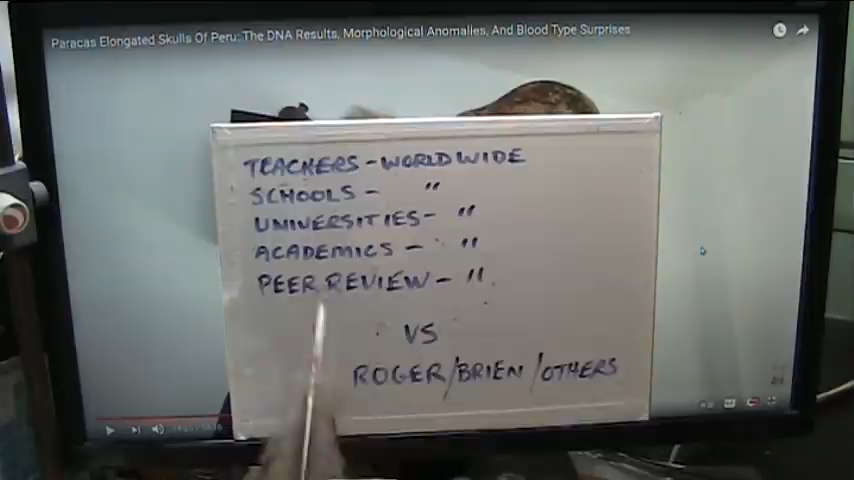 Paracas Elongated Skulls Of Peru: The DNA Results, Morphological Anomalies, And Blood Type Surprises
TEACHERS - WORLDWIDE
SCHOOLS - "
UNIVERSITIES - "
ACADEMICS - "
PEER REVIEW - "
VS
ROGER/BRIEN/OTHERS